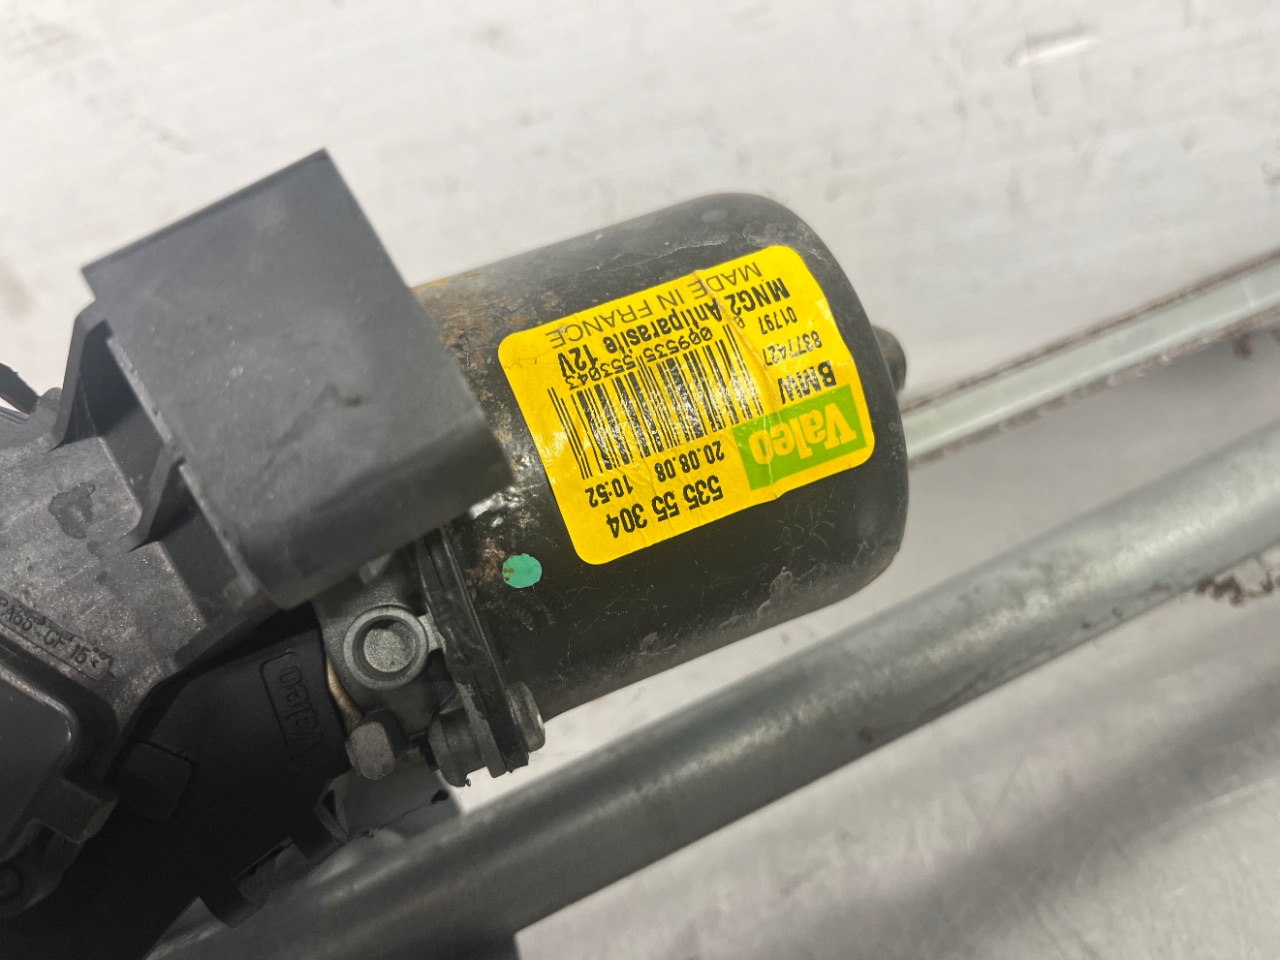 Valeo
BMW
8377427
01797
MNG2 Antiparasite 12V
MADE IN FRANCE
009535553043
20.08.08 10:52
535 55 304
Valeo